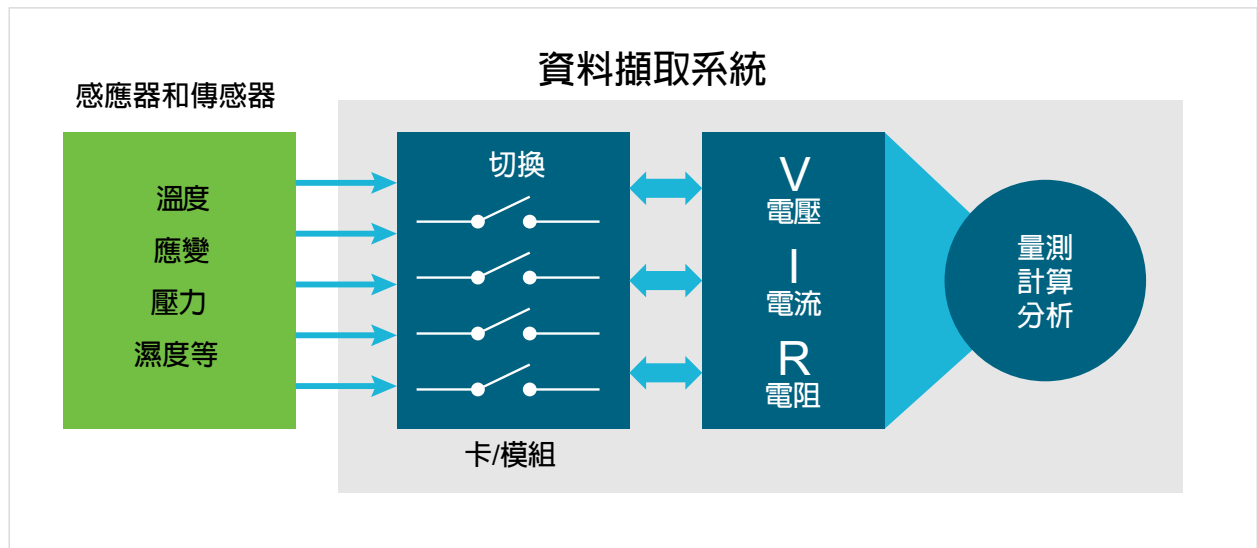 資料擷取系統
感應器和傳感器
溫度
應變
壓力
濕度等
切換
卡/模組
V
電壓
I
電流
R
電阻
量測
計算
分析